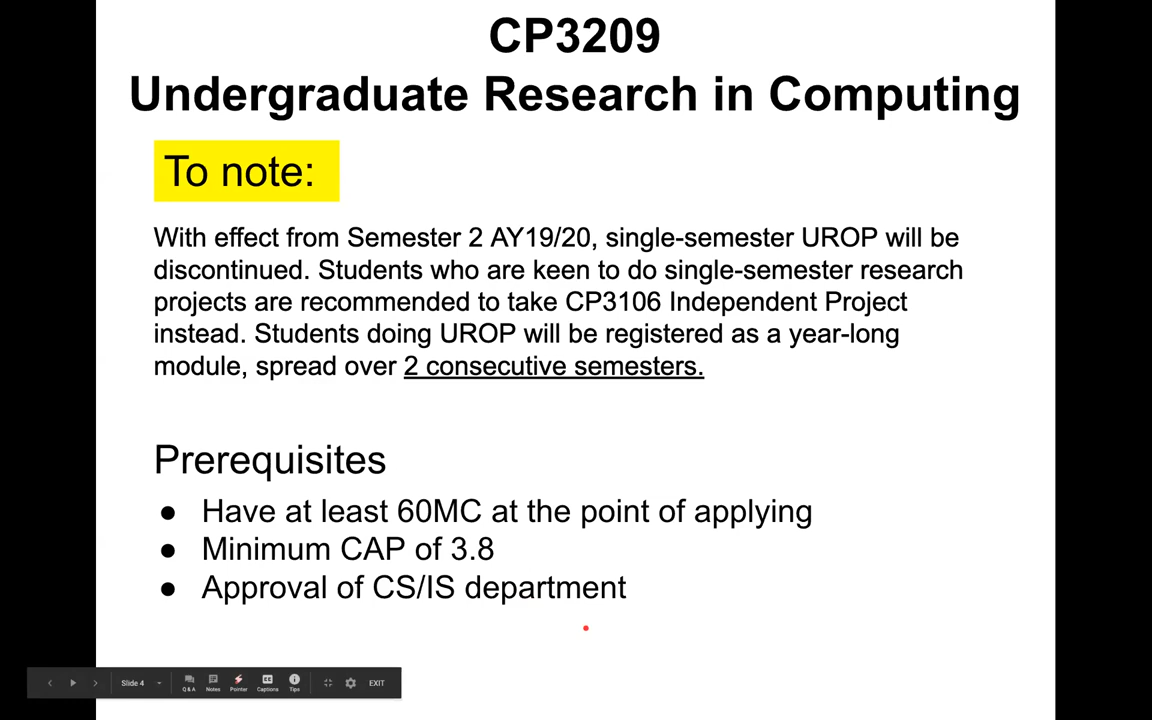 CP3209
Undergraduate Research in Computing
To note:
With effect from Semester 2 AY19/20, single-semester UROP will be
discontinued. Students who are keen to do single-semester research
projects are recommended to take CP3106 Independent Project
instead. Students doing UROP will be registered as a year-long
module, spread over 2 consecutive semesters.
Prerequisites
● Have at least 60MC at the point of applying
● Minimum CAP of 3.8
● Approval of CS/IS department
Slide 4 Q & A Notes Pointer Captions Tips EXIT